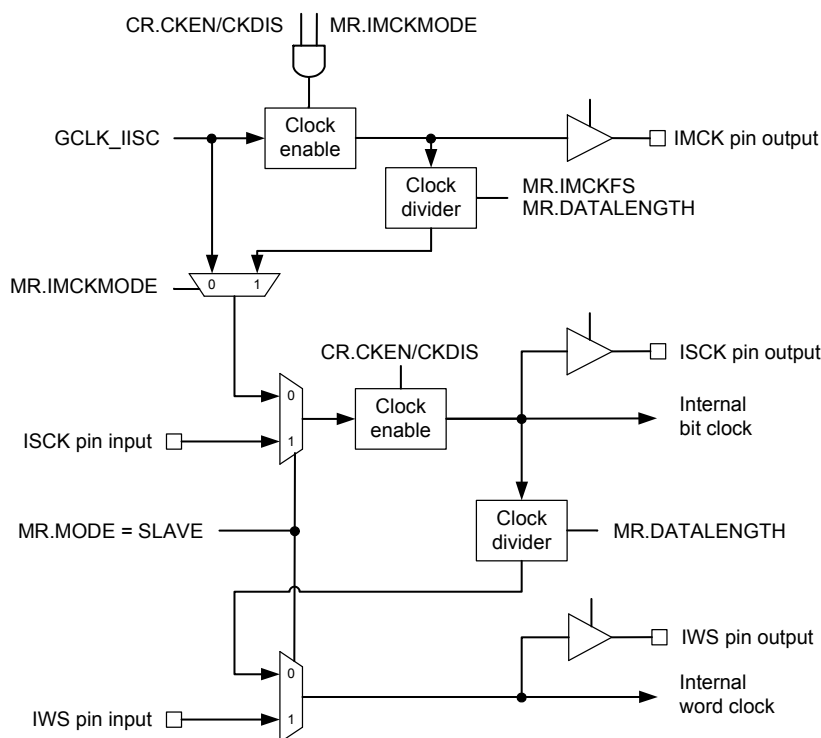 CR.CKEN/CKDIS
MR.IMCKMODE
GCLK_IISC
Clock
enable
IMCK pin output
Clock
divider
MR.IMCKFS
MR.DATALENGTH
MR.IMCKMODE
0
1
CR.CKEN/CKDIS
ISCK pin output
0
Clock
enable
Internal
bit clock
ISCK pin input
1
MR.MODE = SLAVE
Clock
divider
MR.DATALENGTH
IWS pin output
0
Internal
word clock
IWS pin input
1